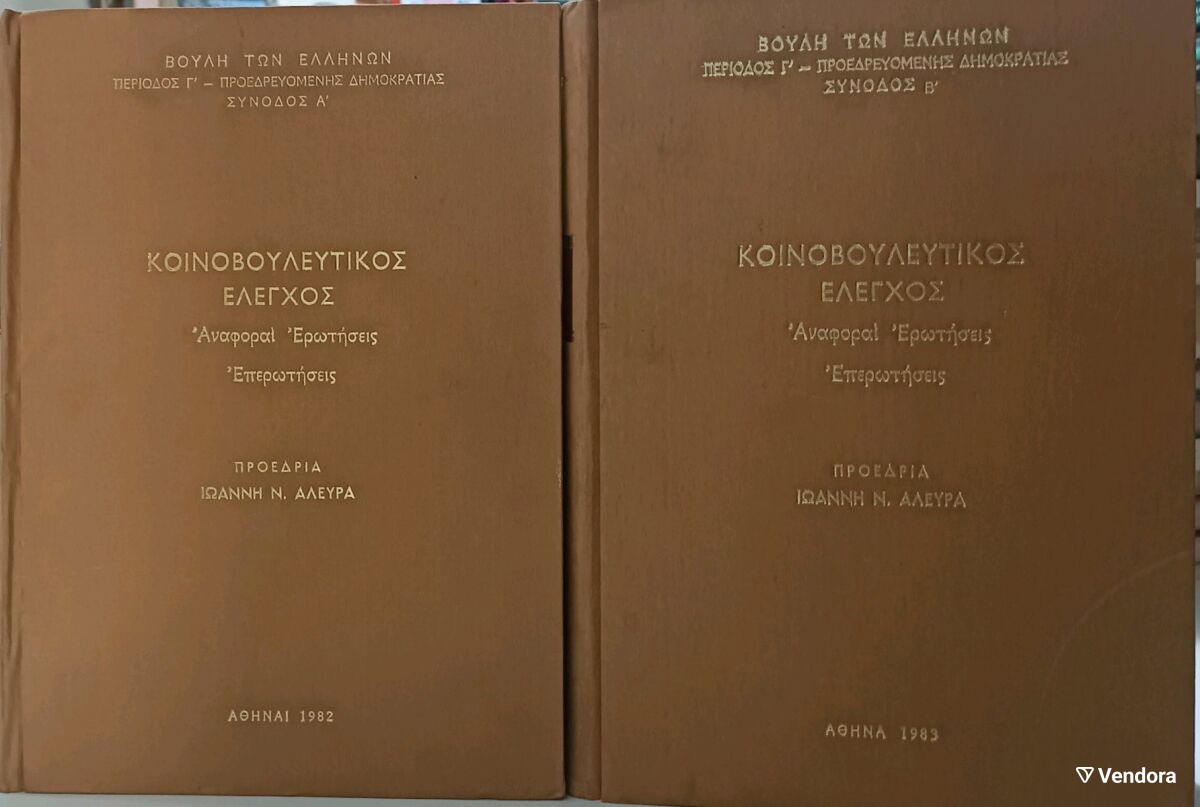 ΒΟΥΛΗ ΤΩΝ ΕΛΛΗΝΩΝ
ΠΕΡΙΟΔΟΣ Γ' – ΠΡΟΕΔΡΕΥΟΜΕΝΗΣ ΔΗΜΟΚΡΑΤΙΑΣ
ΣΥΝΟΔΟΣ Α'
ΚΟΙΝΟΒΟΥΛΕΥΤΙΚΟΣ
ΕΛΕΓΧΟΣ
Ἀναφοραὶ Ἐρωτήσεις
Ἐπερωτήσεις
ΠΡΟΕΔΡΙΑ
ΙΩΑΝΝΗ Ν. ΑΛΕΥΡΑ
ΑΘΗΝΑΙ 1982
ΒΟΥΛΗ ΤΩΝ ΕΛΛΗΝΩΝ
ΠΕΡΙΟΔΟΣ Γ' – ΠΡΟΕΔΡΕΥΟΜΕΝΗΣ ΔΗΜΟΚΡΑΤΙΑΣ
ΣΥΝΟΔΟΣ Β'
ΚΟΙΝΟΒΟΥΛΕΥΤΙΚΟΣ
ΕΛΕΓΧΟΣ
Ἀναφοραὶ Ἐρωτήσεις
Ἐπερωτήσεις
ΠΡΟΕΔΡΙΑ
ΙΩΑΝΝΗ Ν. ΑΛΕΥΡΑ
ΑΘΗΝΑ 1983
Vendora